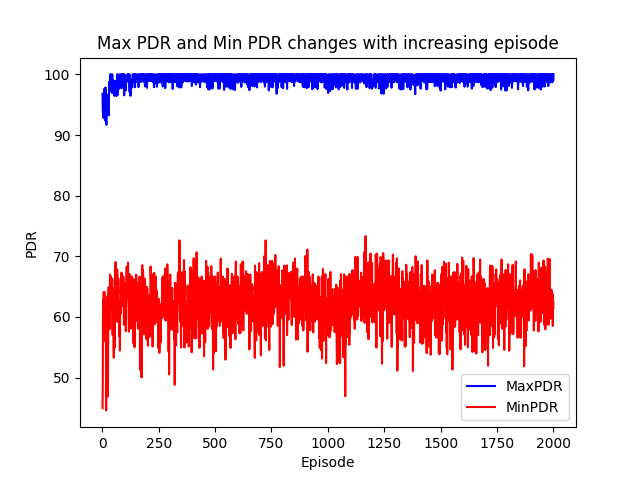 Max PDR and Min PDR changes with increasing episode
100
90
80
70
60
50
PDR
0 250 500 750 1000 1250 1500 1750 2000
Episode
MaxPDR
MinPDR